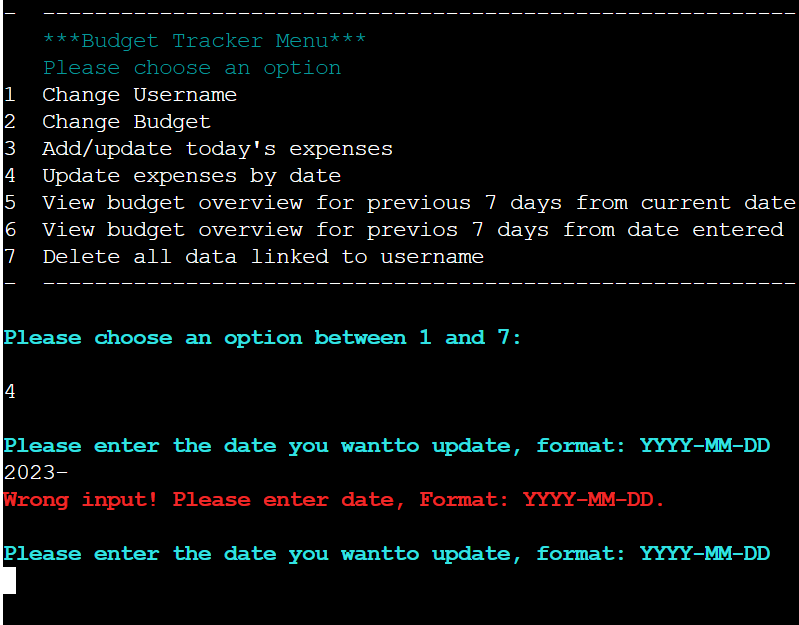 -  ----------------------------------------------------------
***Budget Tracker Menu***
Please choose an option
1  Change Username
2  Change Budget
3  Add/update today's expenses
4  Update expenses by date
5  View budget overview for previous 7 days from current date
6  View budget overview for previos 7 days from date entered
7  Delete all data linked to username
-  ----------------------------------------------------------
Please choose an option between 1 and 7:
4
Please enter the date you wantto update, format: YYYY-MM-DD
2023-
Wrong input! Please enter date, Format: YYYY-MM-DD.
Please enter the date you wantto update, format: YYYY-MM-DD